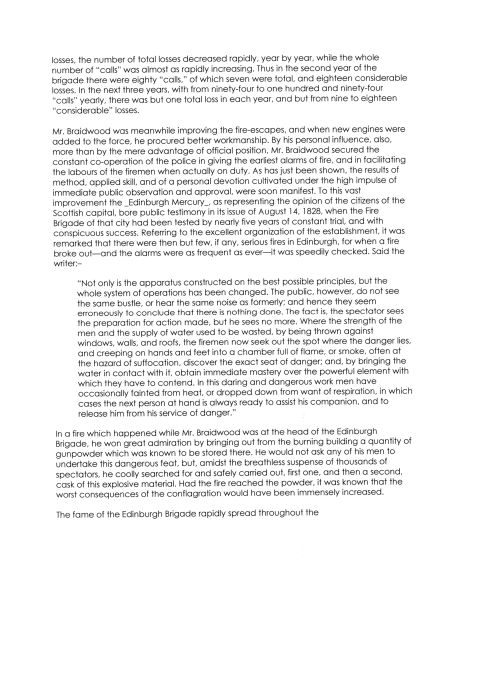 losses, the number of total losses decreased rapidly, year by year, while the whole
number of “calls” was almost as rapidly increasing. Thus in the second year of the
brigade there were eighty “calls,” of which seven were total, and eighteen considerable
losses. In the next three years, with from ninety-four to one hundred and ninety-four
“calls” yearly, there was but one total loss in each year, and but from nine to eighteen
“considerable” losses.

Mr. Braidwood was meanwhile improving the fire-escapes, and when new engines were
added to the force, he procured better workmanship. By his personal influence, also,
more than by the mere advantage of official position, Mr. Braidwood secured the
constant co-operation of the police in giving the earliest alarms of fire, and in facilitating
the labours of the firemen when actually on duty. As has just been shown, the results of
method, applied skill, and of a personal devotion cultivated under the high impulse of
immediate public observation and approval, were soon manifest. To this vast
improvement the _Edinburgh Mercury_, as representing the opinion of the citizens of the
Scottish capital, bore public testimony in its issue of August 14, 1828, when the Fire
Brigade of that city had been tested by nearly five years of constant trial, and with
conspicuous success. Referring to the excellent organization of the establishment, it was
remarked that there were then but few, if any, serious fires in Edinburgh, for when a fire
broke out—and the alarms were as frequent as ever—it was speedily checked. Said the
writer:–

“Not only is the apparatus constructed on the best possible principles, but the
whole system of operations has been changed. The public, however, do not see
the same bustle, or hear the same noise as formerly; and hence they seem
erroneously to conclude that there is nothing done. The fact is, the spectator sees
the preparation for action made, but he sees no more. Where the strength of the
men and the supply of water used to be wasted, by being thrown against
windows, walls, and roofs, the firemen now seek out the spot where the danger lies,
and creeping on hands and feet into a chamber full of flame, or smoke, often at
the hazard of suffocation, discover the exact seat of danger; and, by bringing the
water in contact with it, obtain immediate mastery over the powerful element with
which they have to contend. In this daring and dangerous work men have
occasionally fainted from heat, or dropped down from want of respiration, in which
cases the next person at hand is always ready to assist his companion, and to
release him from his service of danger.”

In a fire which happened while Mr. Braidwood was at the head of the Edinburgh
Brigade, he won great admiration by bringing out from the burning building a quantity of
gunpowder which was known to be stored there. He would not ask any of his men to
undertake this dangerous feat, but, amidst the breathless suspense of thousands of
spectators, he coolly searched for and safely carried out, first one, and then a second,
cask of this explosive material. Had the fire reached the powder, it was known that the
worst consequences of the conflagration would have been immensely increased.

The fame of the Edinburgh Brigade rapidly spread throughout the